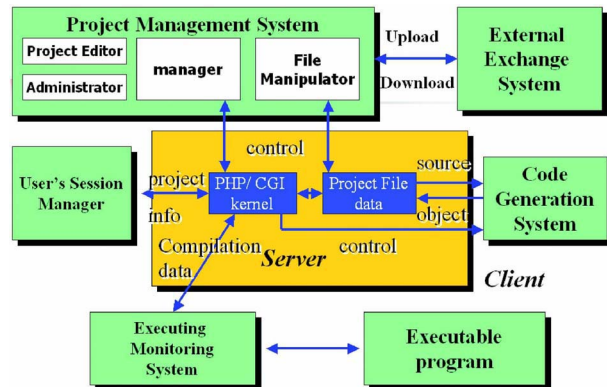 Project Management System
Project Editor
Administrator
manager
File
Manipulator
Upload
Download
External
Exchange
System
control
User's Session
Manager
project
info
PHP/ CGI
kernel
Project File
data
source
object
Code
Generation
System
Compilation
data
control
Server
Client
Executing
Monitoring
System
Executable
program